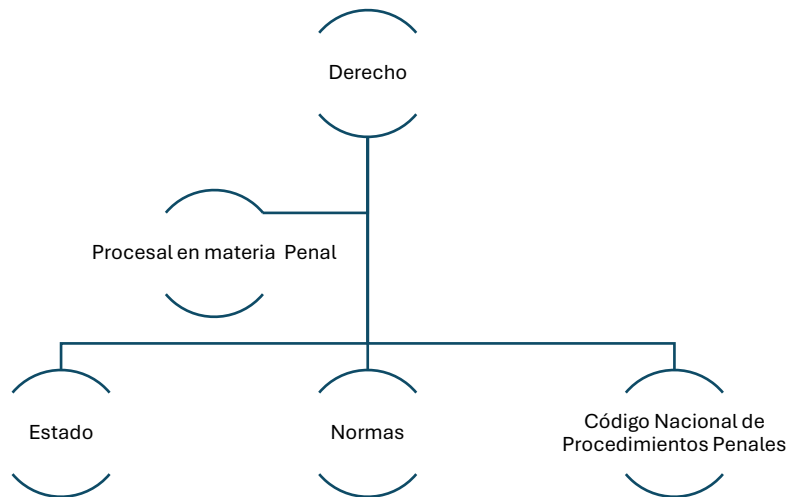 Derecho
Procesal en materia Penal
Estado
Normas
Código Nacional de
Procedimientos Penales